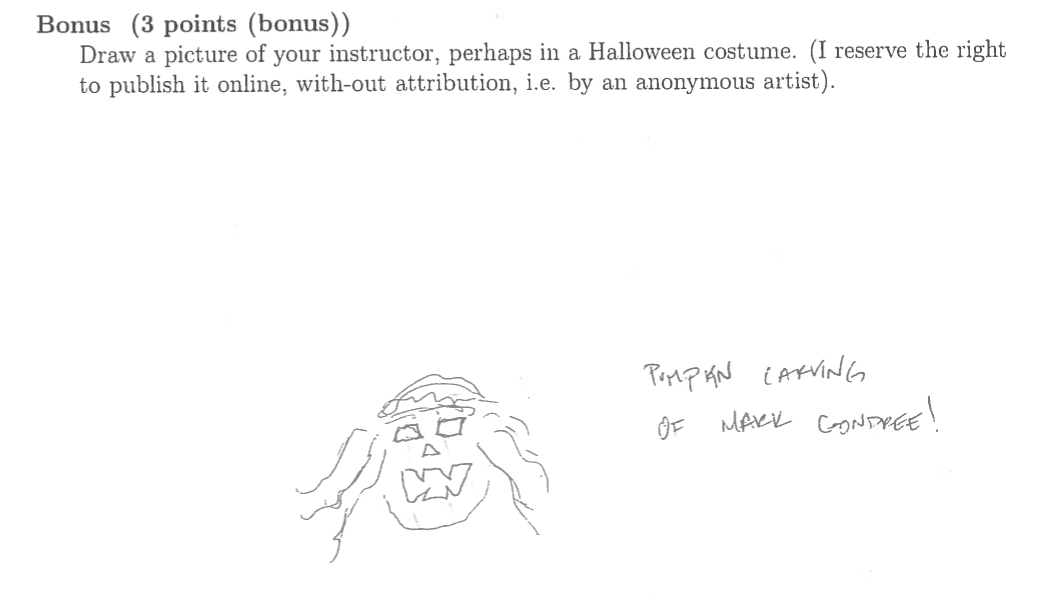 Bonus (3 points (bonus))
Draw a picture of your instructor, perhaps in a Halloween costume. (I reserve the right
to publish it online, with-out attribution, i.e. by an anonymous artist).
PUMPKIN CARVING
OF MARK GONDREE!